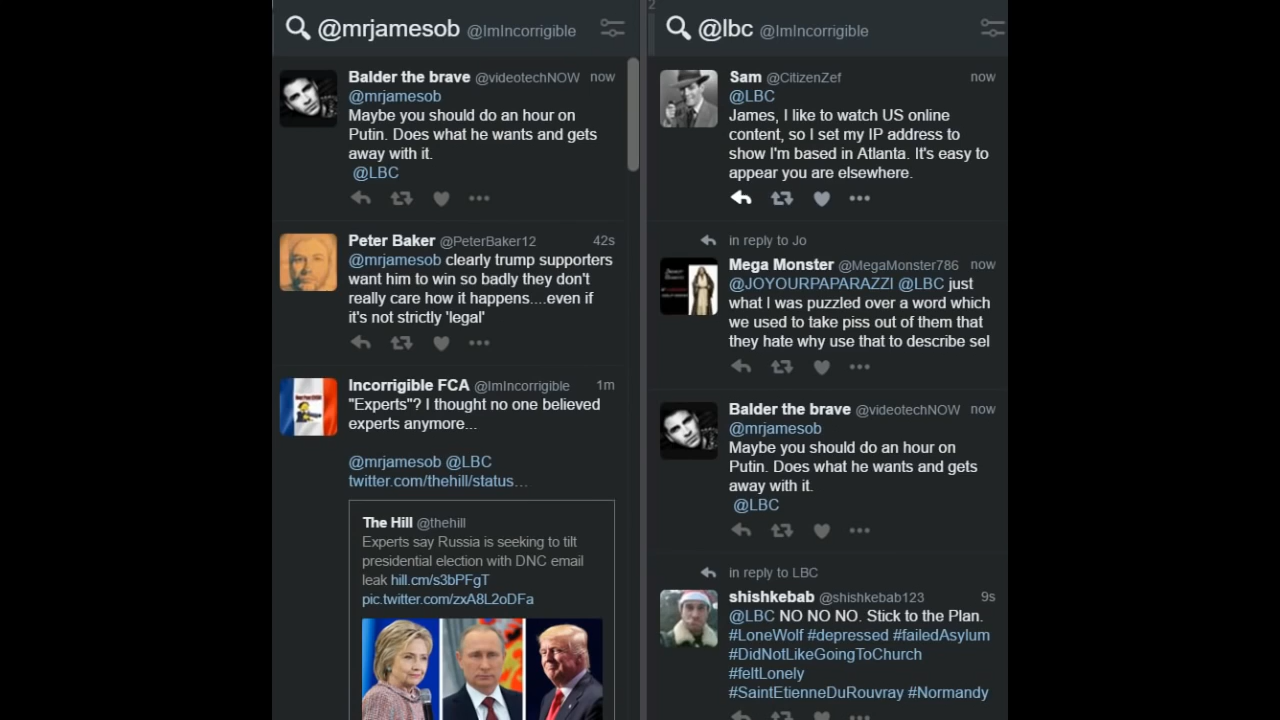 @mrjamesob @ImIncorrigible
Balder the brave @videotechNOW now
@mrjamesob
Maybe you should do an hour on
Putin. Does what he wants and gets
away with it.
@LBC
Peter Baker @PeterBaker12 42s
@mrjamesob clearly trump supporters
want him to win so badly they don't
really care how it happens....even if
it's not strictly 'legal'
Incorrigible FCA @ImIncorrigible 1m
"Experts"? I thought no one believed
experts anymore...
@mrjamesob @LBC
twitter.com/thehill/status…
The Hill @thehill
Experts say Russia is seeking to tilt
presidential election with DNC email
leak hill.cm/s3bPFgT
pic.twitter.com/zxA8L2oDFa
2
@lbc @ImIncorrigible
Sam @CitizenZef now
@LBC
James, I like to watch US online
content, so I set my IP address to
show I'm based in Atlanta. It's easy to
appear you are elsewhere.
in reply to Jo
Mega Monster @MegaMonster786 now
@JOYOURPAPARAZZI @LBC just
what I was puzzled over a word which
we used to take piss out of them that
they hate why use that to describe sel
Balder the brave @videotechNOW now
@mrjamesob
Maybe you should do an hour on
Putin. Does what he wants and gets
away with it.
@LBC
in reply to LBC
shishkebab @shishkebab123 9s
@LBC NO NO NO. Stick to the Plan.
#LoneWolf #depressed #failedAsylum
#DidNotLikeGoingToChurch
#feltLonely
#SaintEtienneDuRouvray #Normandy